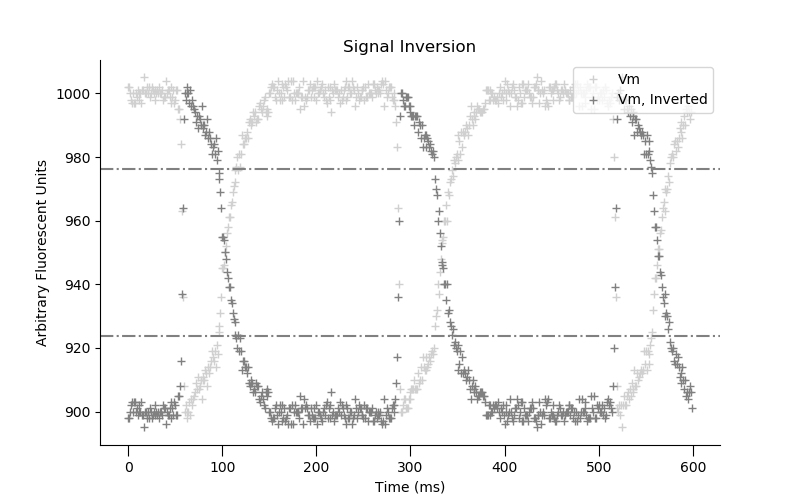 Signal Inversion
Vm
Vm, Inverted
1000
980
960
940
920
900
Arbitrary Fluorescent Units
0
100
200
300
400
500
600
Time (ms)